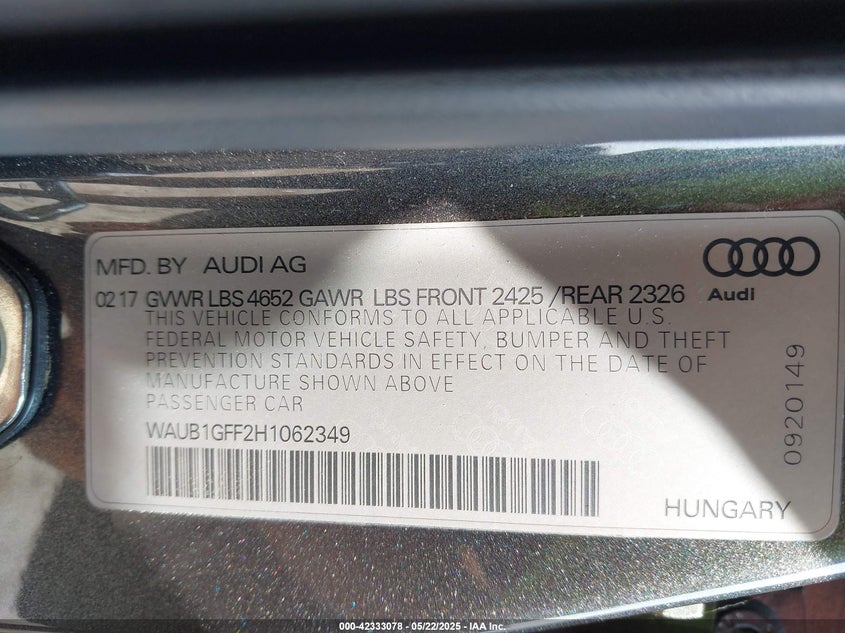 MFD. BY AUDI AG
02 17 GVWR LBS 4652 GAWR LBS FRONT 2425 /REAR 2326
Audi
THIS VEHICLE CONFORMS TO ALL APPLICABLE U.S.
FEDERAL MOTOR VEHICLE SAFETY, BUMPER AND THEFT
PREVENTION STANDARDS IN EFFECT ON THE DATE OF
MANUFACTURE SHOWN ABOVE
PASSENGER CAR
WAUB1GFF2H1062349
0920149
HUNGARY
000-42333078 - 05/22/2025 - IAA Inc.